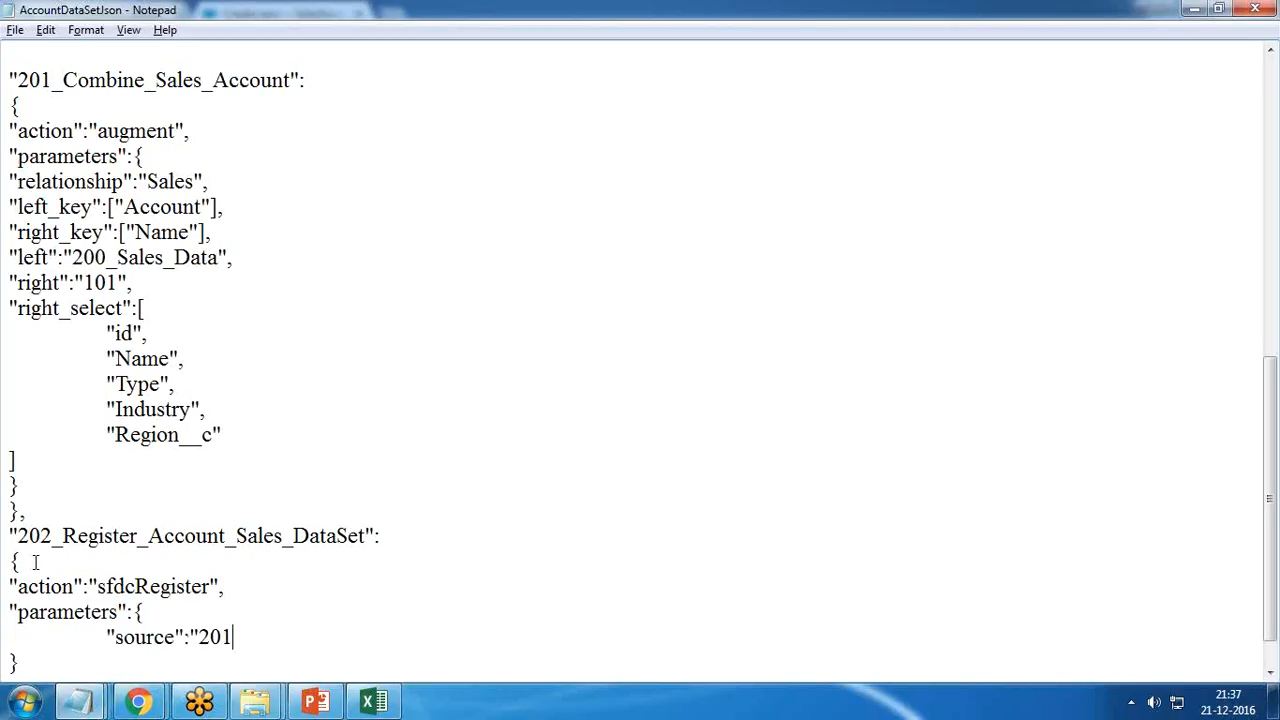 AccountDataSetJson - Notepad
File Edit Format View Help
"201_Combine_Sales_Account":
{
"action":"augment",
"parameters":{
"relationship":"Sales",
"left_key":["Account"],
"right_key":["Name"],
"left":"200_Sales_Data",
"right":"101",
"right_select":[
"id",
"Name",
"Type",
"Industry",
"Region__c"
]
}
},
"202_Register_Account_Sales_DataSet":
{
"action":"sfdcRegister",
"parameters":{
"source":"201
}
21:37
21-12-2016